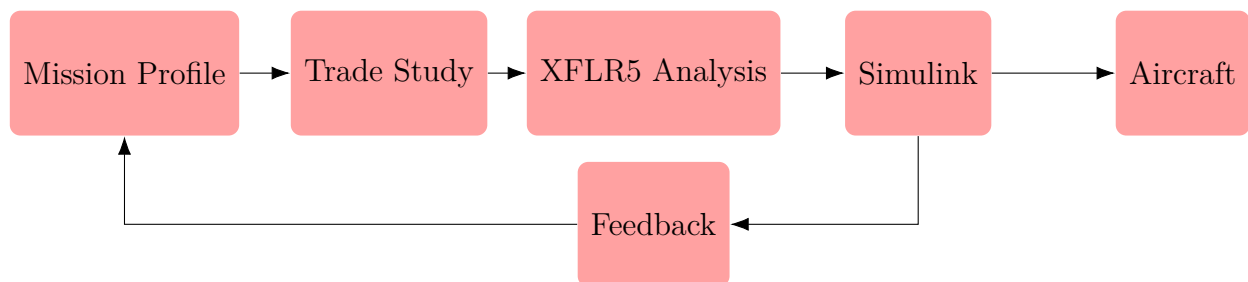 Mission Profile
Trade Study
XFLR5 Analysis
Simulink
Aircraft
Feedback